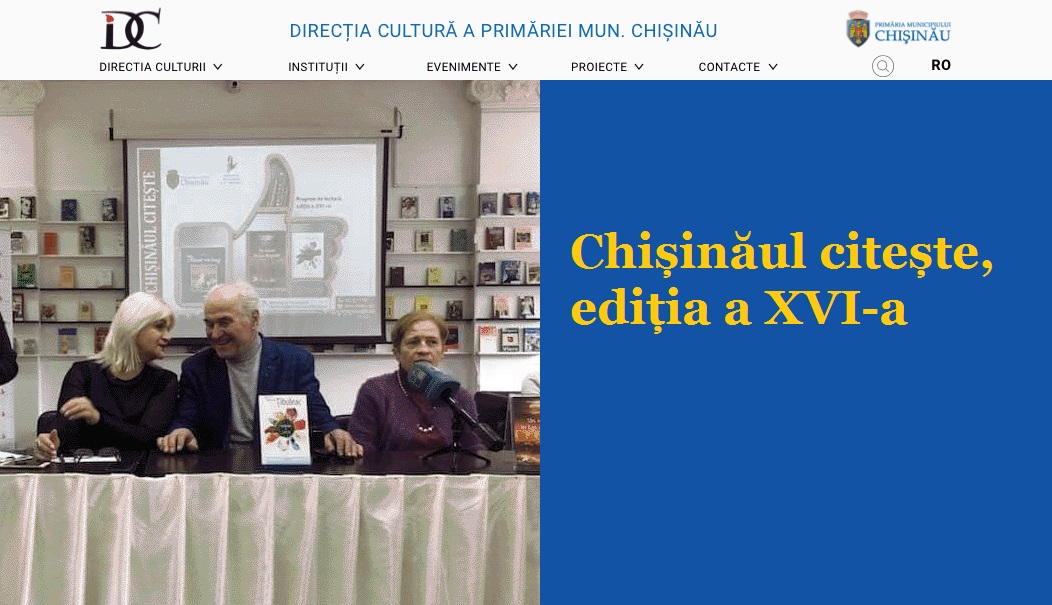 DIRECȚIA CULTURĂ A PRIMĂRIEI MUN. CHIȘINĂU
PRIMĂRIA MUNICIPIULUI
CHIȘINĂU
DIRECTIA CULTURII
INSTITUȚII
EVENIMENTE
PROIECTE
CONTACTE
RO
CHIȘINĂUL CITEȘTE
Chișinău
Program de lectură,
ediția a XVI-a
Chișinăul citește,
ediția a XVI-a
Țîbuleac